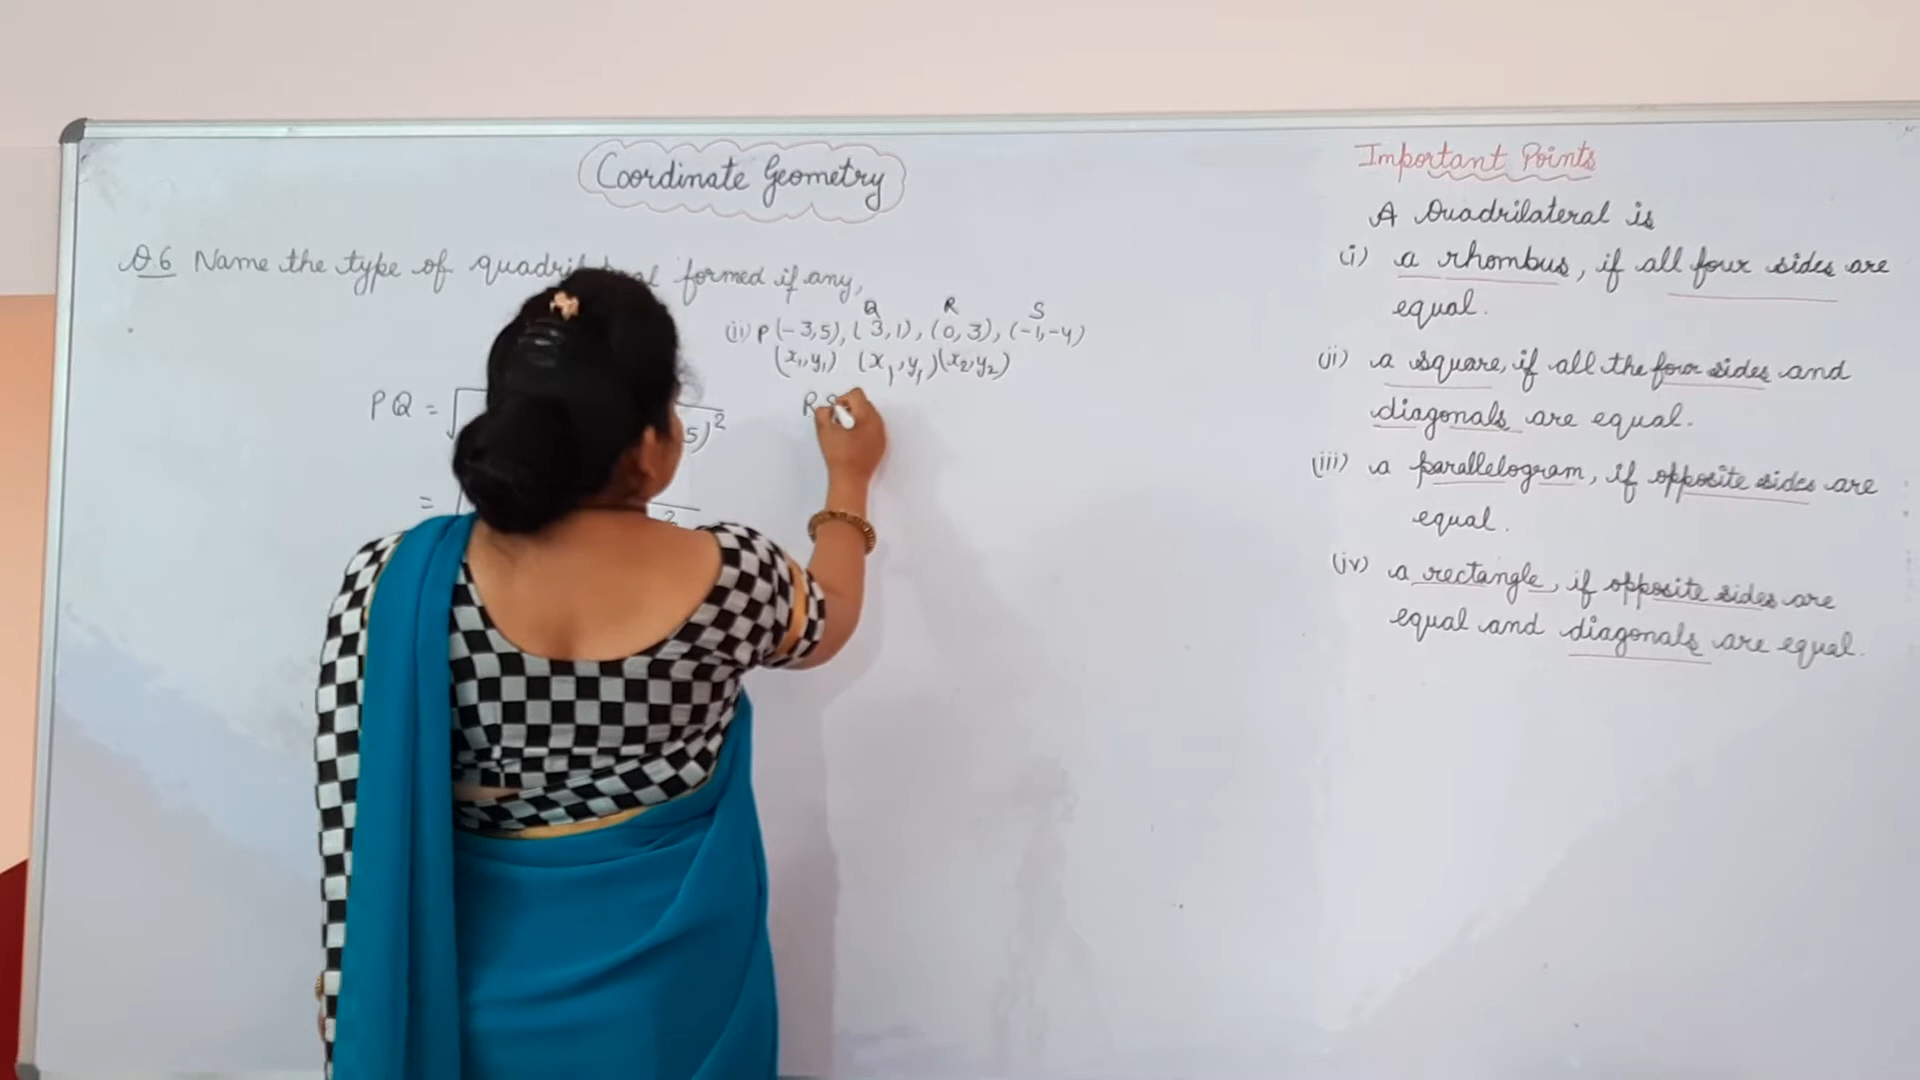 Coordinate Geometry
Q.6 Name the type of formed if any,
Q R S
(ii) P(-3,5), (3,1), (0,3), (-1,-4)
(x₁,y₁) (x₁,y₁)(x₂,y₂)
PQ = √ 5)²
=
2
R
Important Points
A Quadrilateral is
(i) a rhombus, if all four sides are
equal.
(ii) a square, if all the four sides and
diagonals are equal.
(iii) a parallelogram, if opposite sides are
equal.
(iv) a rectangle, if opposite sides are
equal and diagonals are equal.